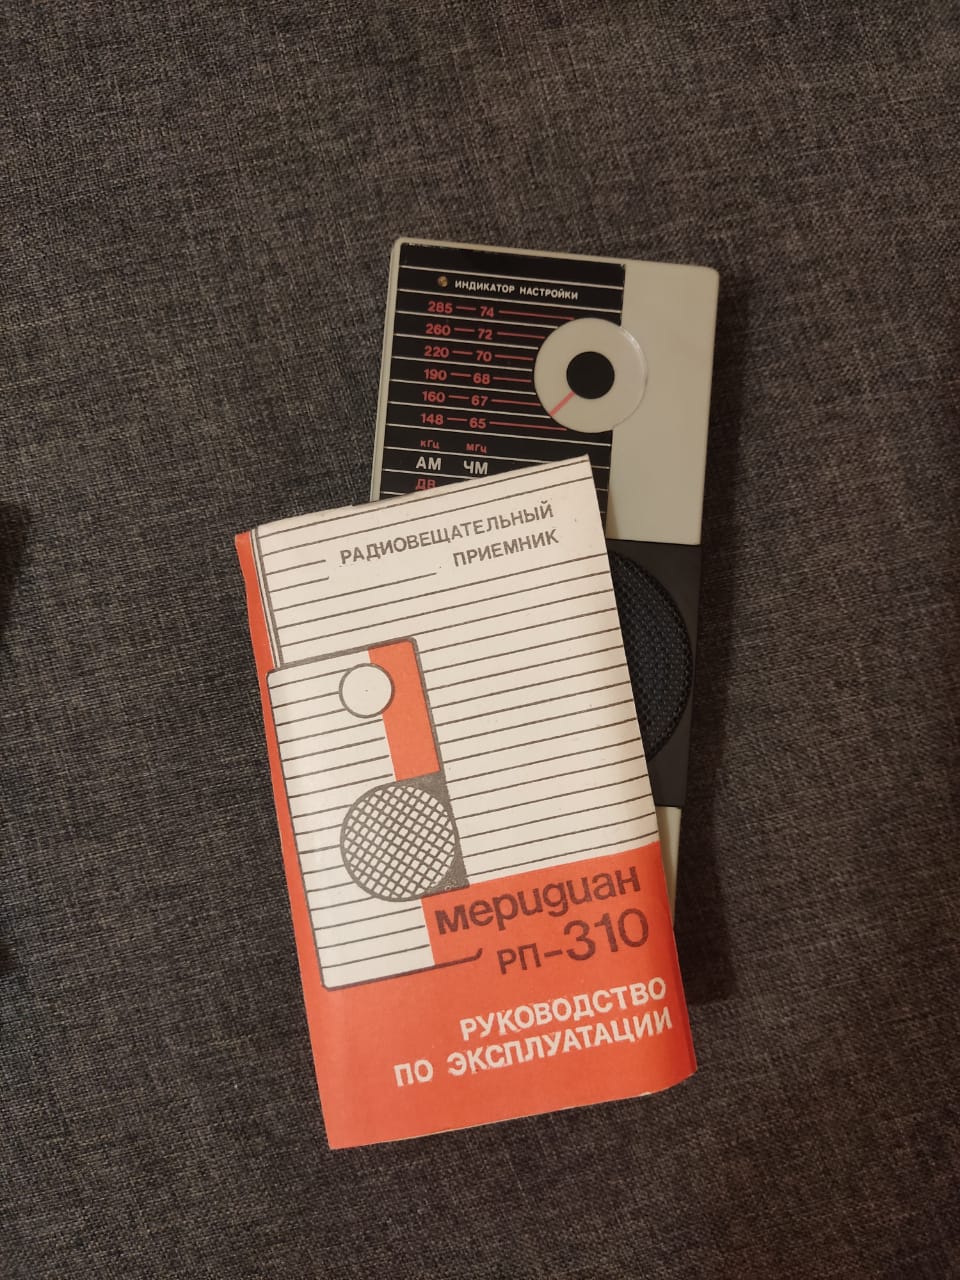 ИНДИКАТОР НАСТРОЙКИ
285 — 74
260 — 72
220 — 70
190 — 68
160 — 67
148 — 65
кГц мГц
АМ ЧМ
ДВ
РАДИОВЕЩАТЕЛЬНЫЙ
ПРИЕМНИК
меридиан
РП-310
РУКОВОДСТВО
ПО ЭКСПЛУАТАЦИИ